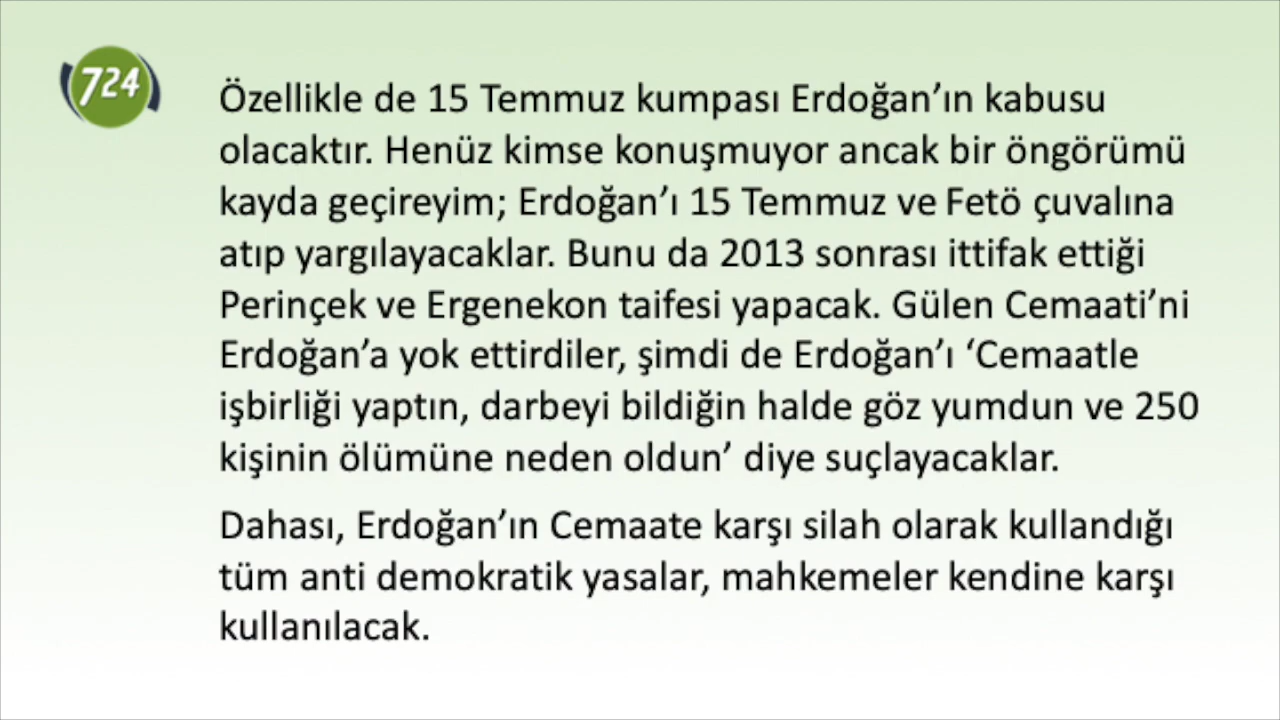 724
Özellikle de 15 Temmuz kumpası Erdoğan’ın kabusu
olacaktır. Henüz kimse konuşmuyor ancak bir öngörümü
kayda geçireyim; Erdoğan’ı 15 Temmuz ve Fetö çuvalına
atıp yargılayacaklar. Bunu da 2013 sonrası ittifak ettiği
Perinçek ve Ergenekon taifesi yapacak. Gülen Cemaati’ni
Erdoğan’a yok ettirdiler, şimdi de Erdoğan’ı ‘Cemaatle
işbirliği yaptın, darbeyi bildiğin halde göz yumdun ve 250
kişinin ölümüne neden oldun’ diye suçlayacaklar.
Dahası, Erdoğan’ın Cemaate karşı silah olarak kullandığı
tüm anti demokratik yasalar, mahkemeler kendine karşı
kullanılacak.